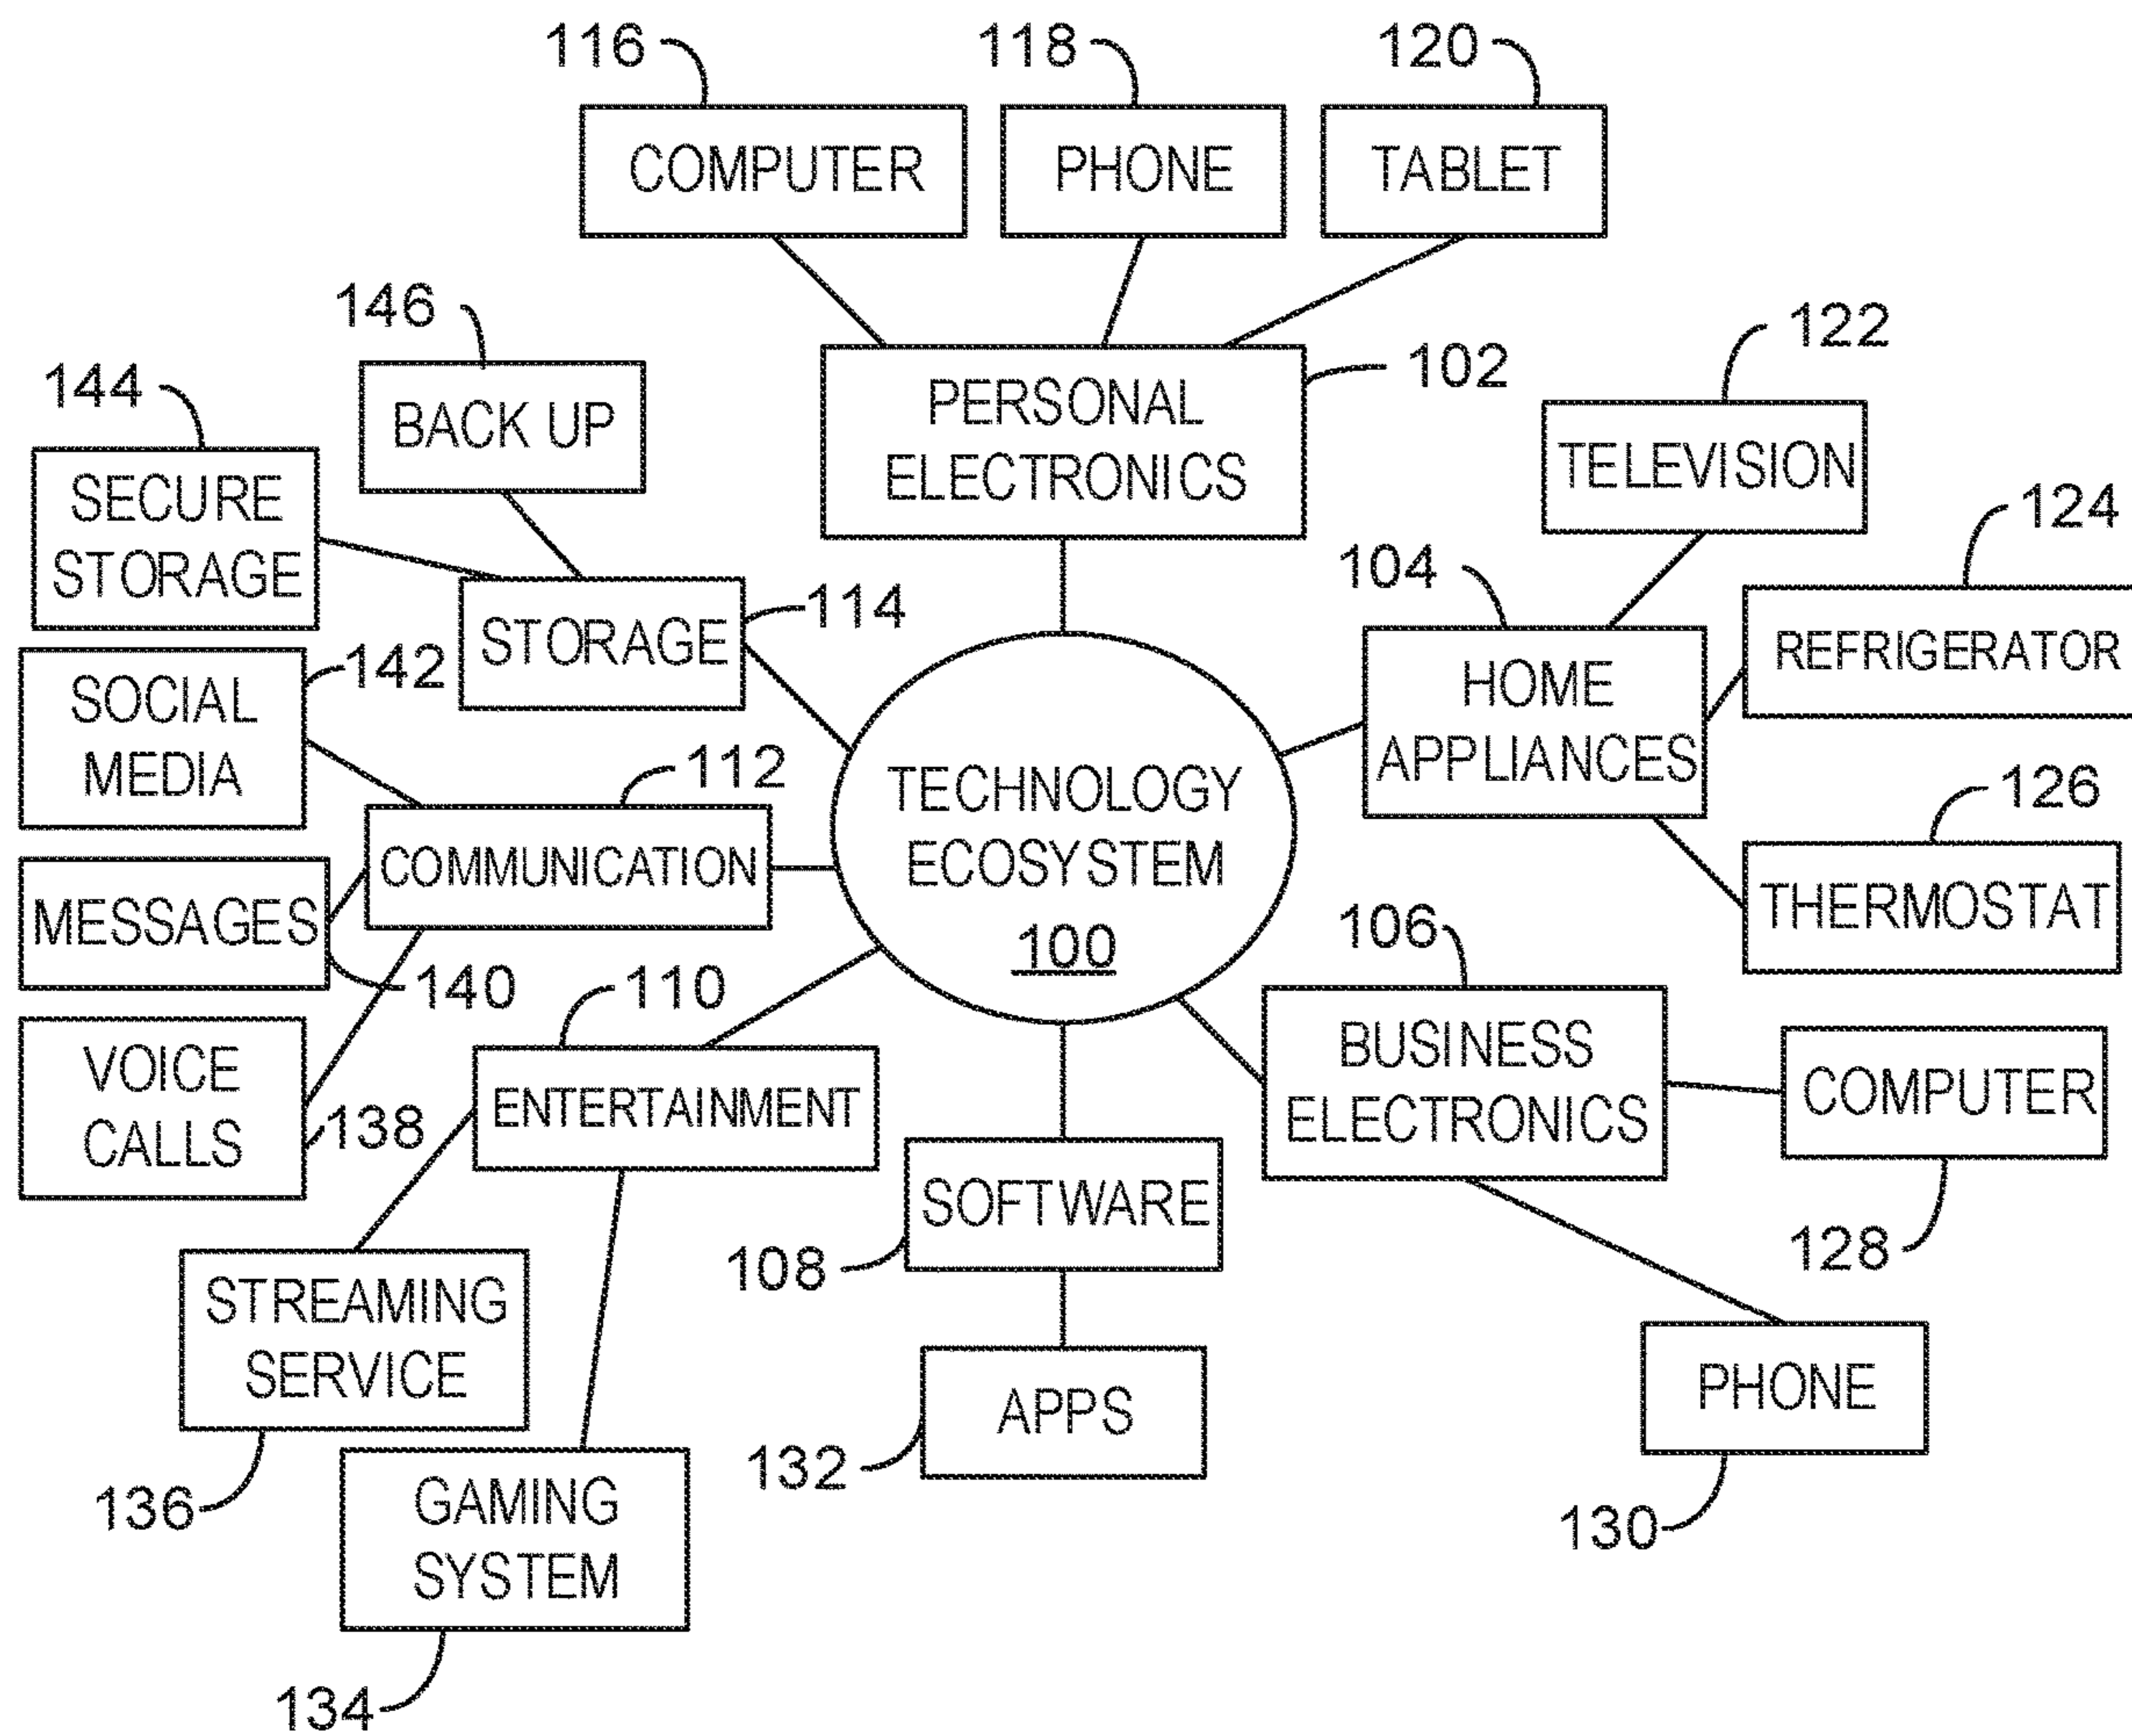 116
118
120
COMPUTER
PHONE
TABLET
146
BACK UP
144
SECURE
STORAGE
PERSONAL
ELECTRONICS
102
122
TELEVISION
124
REFRIGERATOR
104
HOME
APPLIANCES
126
THERMOSTAT
STORAGE
114
SOCIAL
MEDIA
142
112
COMMUNICATION
MESSAGES
140
VOICE
CALLS
138
TECHNOLOGY
ECOSYSTEM
100
110
ENTERTAINMENT
106
BUSINESS
ELECTRONICS
COMPUTER
128
SOFTWARE
108
STREAMING
SERVICE
136
GAMING
SYSTEM
134
APPS
132
PHONE
130